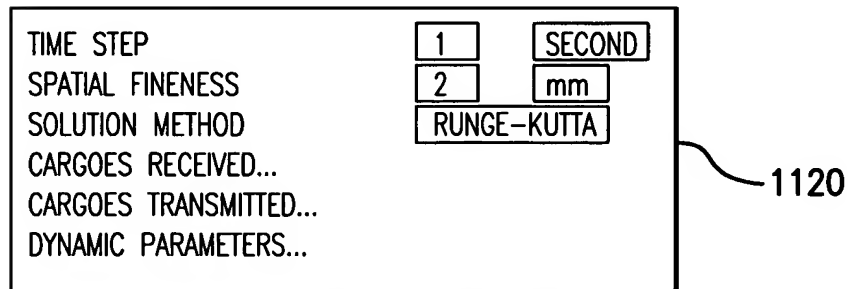 TIME STEP 1 SECOND
SPATIAL FINENESS 2 mm
SOLUTION METHOD RUNGE-KUTTA
CARGOES RECEIVED...
CARGOES TRANSMITTED...
DYNAMIC PARAMETERS...
1120